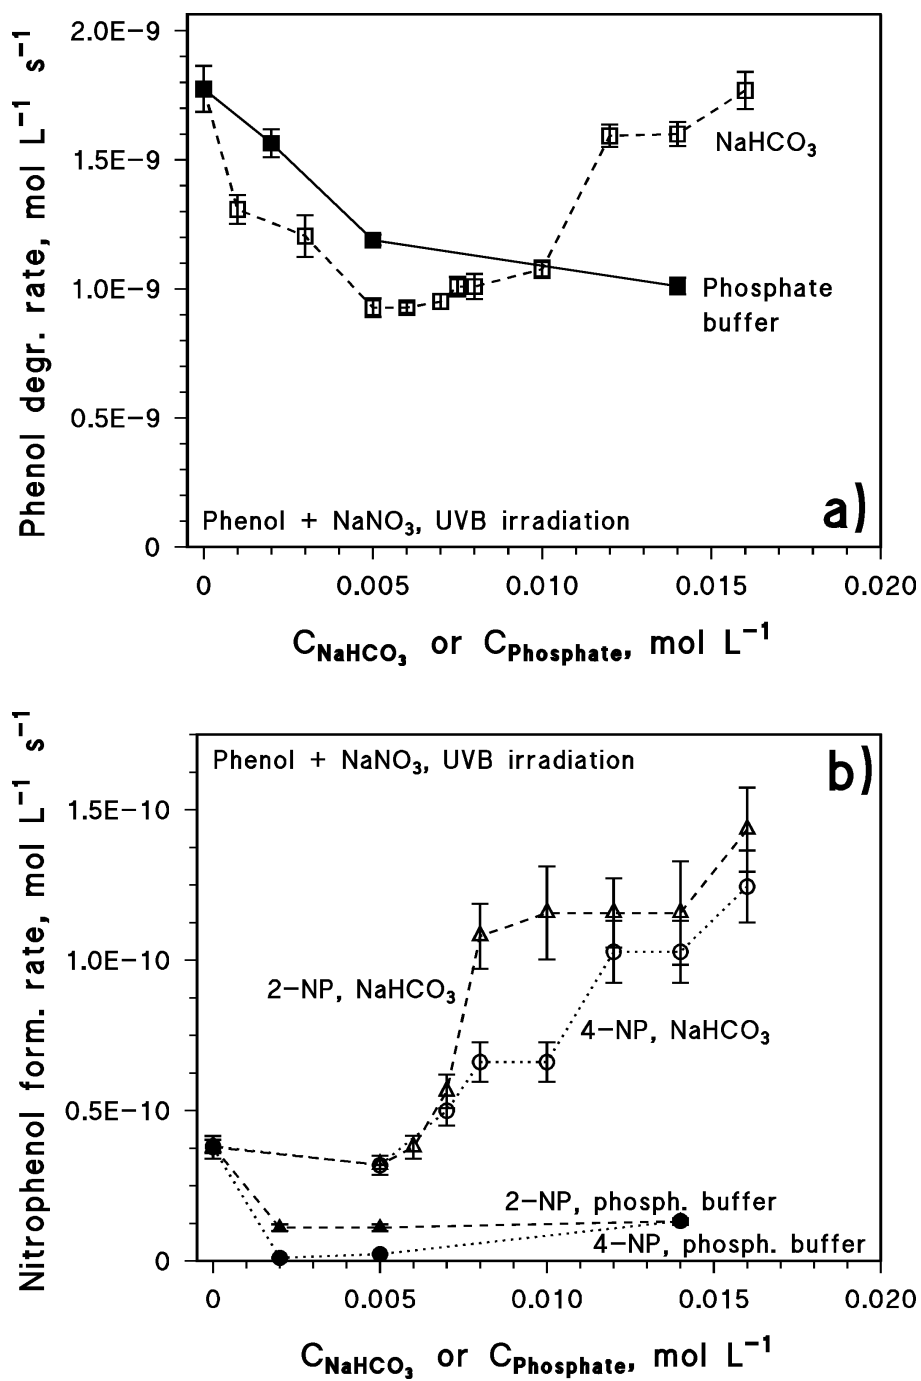 2.0E−9
1.5E−9
1.0E−9
0.5E−9
0
Phenol degr. rate, mol L⁻¹ s⁻¹
NaHCO₃
Phosphate
buffer
Phenol + NaNO₃, UVB irradiation
a)
0 0.005 0.010 0.015 0.020
C_NaHCO₃ or C_Phosphate, mol L⁻¹
Phenol + NaNO₃, UVB irradiation
b)
1.5E−10
1.0E−10
0.5E−10
0
Nitrophenol form. rate, mol L⁻¹ s⁻¹
2−NP, NaHCO₃
4−NP, NaHCO₃
2−NP, phosph. buffer
4−NP, phosph. buffer
0 0.005 0.010 0.015 0.020
C_NaHCO₃ or C_Phosphate, mol L⁻¹